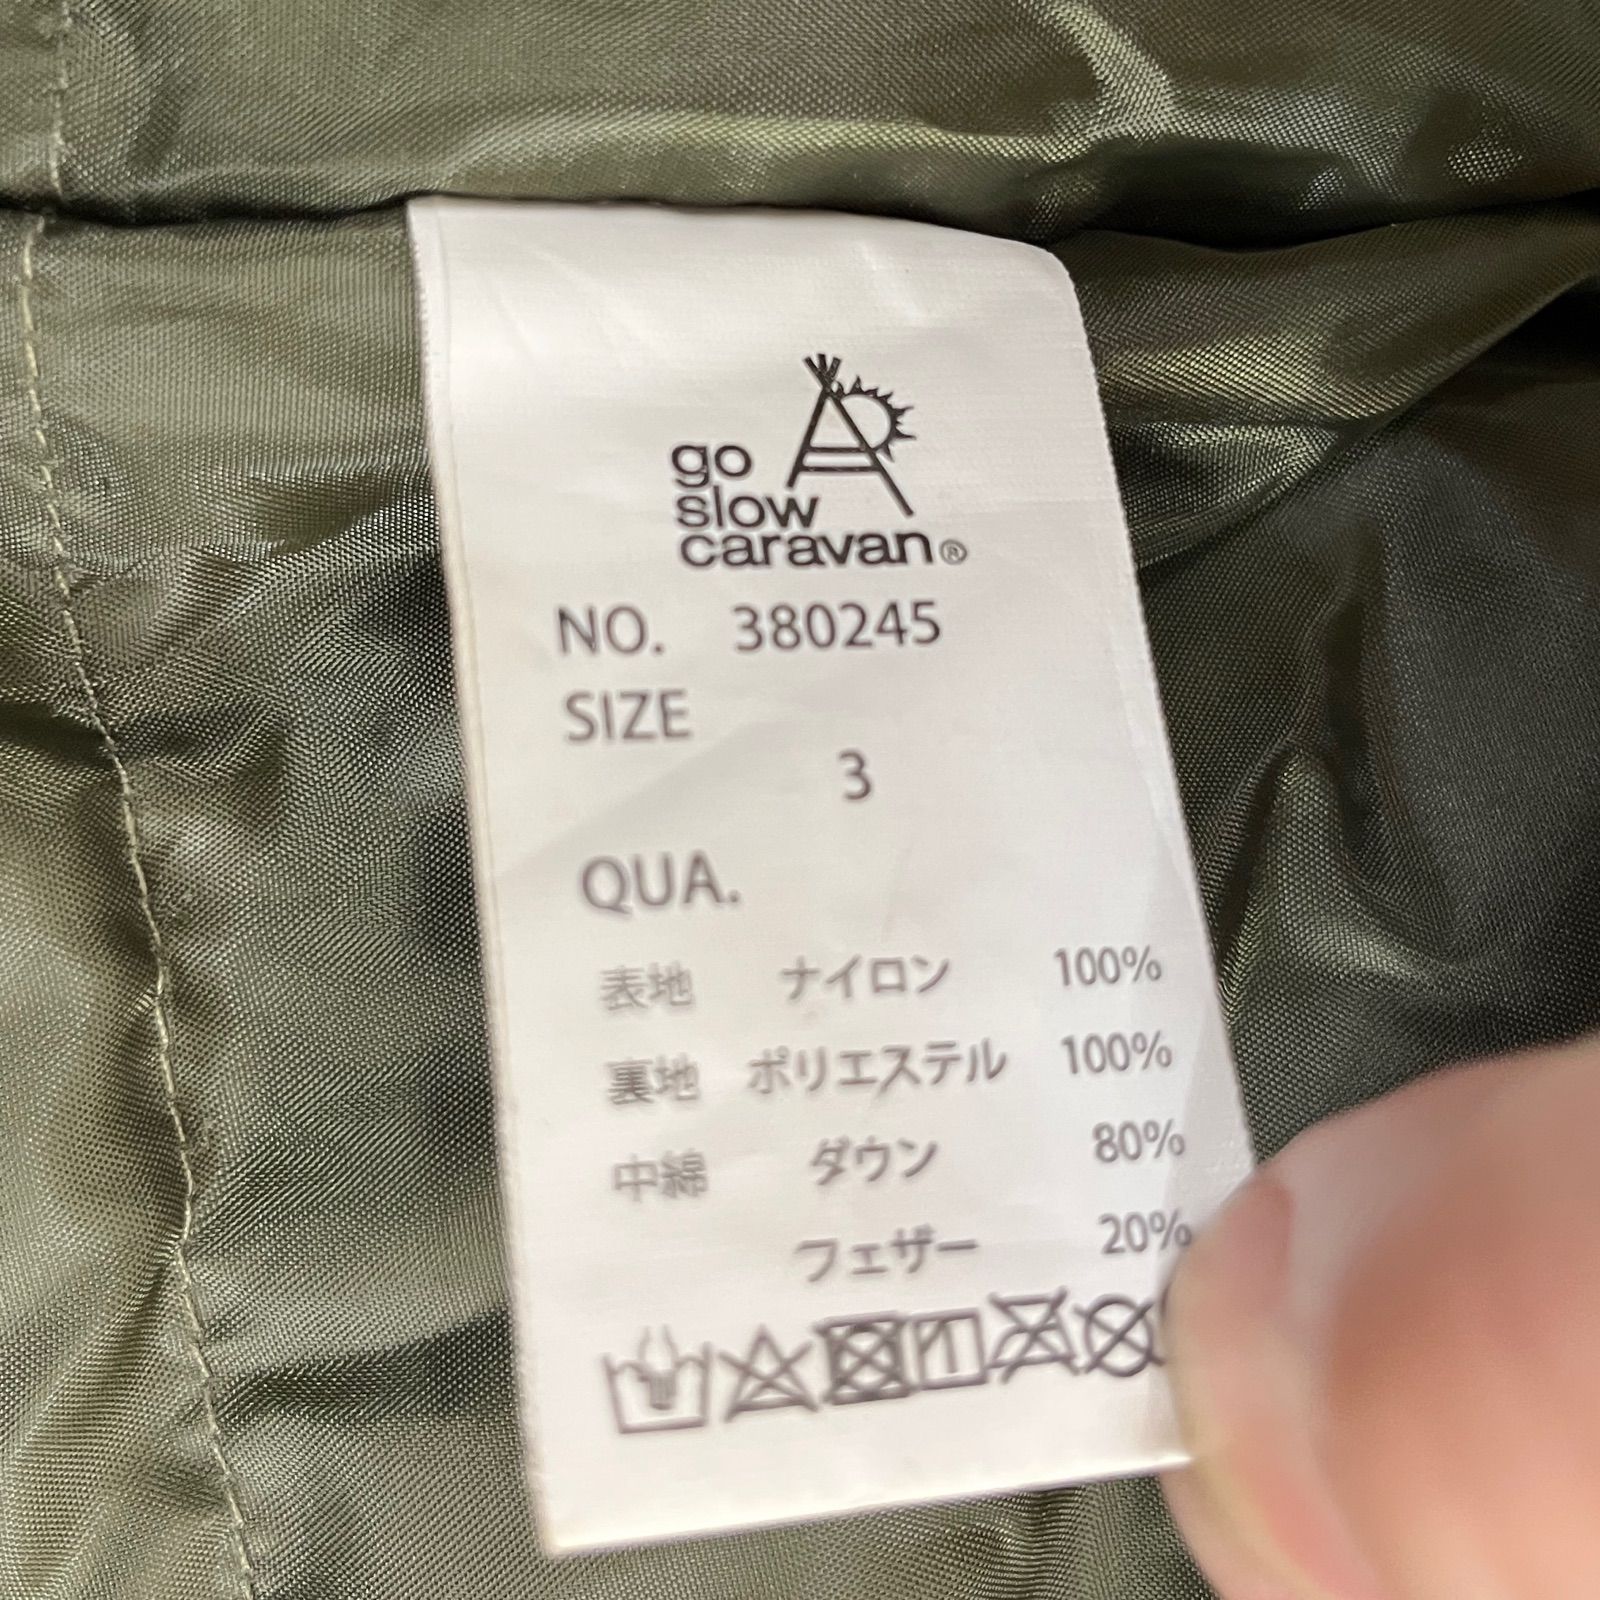 go
slow
caravan®
NO. 380245
SIZE
3
QUA.
表地 ナイロン 100%
裏地 ポリエステル 100%
中綿 ダウン 80%
フェザー 20%